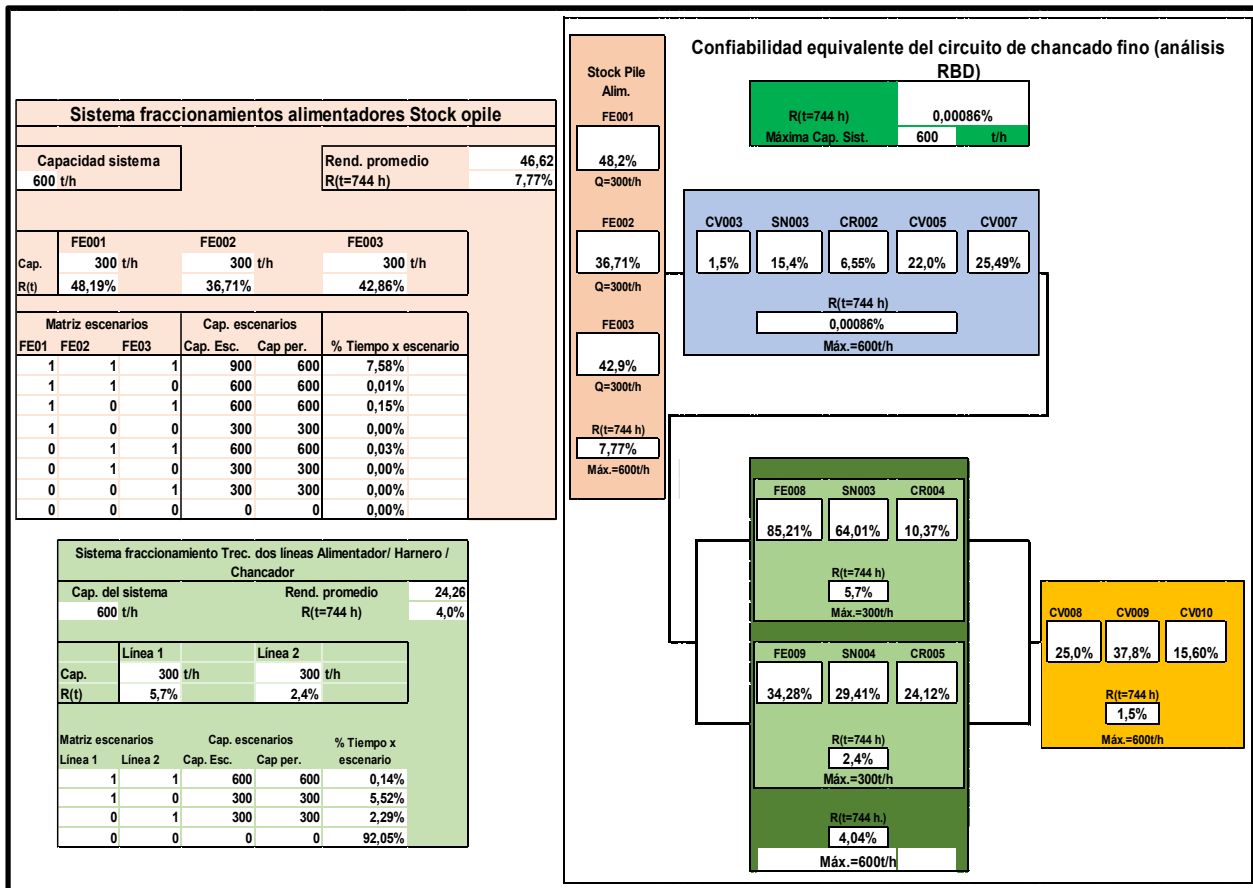 Sistema fraccionamientos alimentadores Stock opile
Capacidad sistema
600 t/h
Rend. promedio 46,62
R(t=744 h) 7,77%
FE001 FE002 FE003
Cap. 300 t/h 300 t/h 300 t/h
R(t) 48,19% 36,71% 42,86%
Matriz escenarios Cap. escenarios
FE01 FE02 FE03 Cap. Esc. Cap per. % Tiempo x escenario
1 1 1 900 600 7,58%
1 1 0 600 600 0,01%
1 0 1 600 600 0,15%
1 0 0 300 300 0,00%
0 1 1 600 600 0,03%
0 1 0 300 300 0,00%
0 0 1 300 300 0,00%
0 0 0 0 0 0,00%
Sistema fraccionamiento Trec. dos líneas Alimentador/ Harnero /
Chancador
Cap. del sistema Rend. promedio 24,26
600 t/h R(t=744 h) 4,0%
Línea 1 Línea 2
Cap. 300 t/h 300 t/h
R(t) 5,7% 2,4%
Matriz escenarios Cap. escenarios % Tiempo x
Línea 1 Línea 2 Cap. Esc. Cap per. escenario
1 1 600 600 0,14%
1 0 300 300 5,52%
0 1 300 300 2,29%
0 0 0 0 92,05%
Confiabilidad equivalente del circuito de chancado fino (análisis
RBD)
R(t=744 h) 0,00086%
Máxima Cap. Sist. 600 t/h
Stock Pile
Alim.
FE001
48,2%
Q=300t/h
FE002
36,71%
Q=300t/h
FE003
42,9%
Q=300t/h
R(t=744 h)
7,77%
Máx.=600t/h
CV003 SN003 CR002 CV005 CV007
1,5% 15,4% 6,55% 22,0% 25,49%
R(t=744 h)
0,00086%
Máx.=600t/h
FE008 SN003 CR004
85,21% 64,01% 10,37%
R(t=744 h)
5,7%
Máx.=300t/h
FE009 SN004 CR005
34,28% 29,41% 24,12%
R(t=744 h)
2,4%
Máx.=300t/h
R(t=744 h.)
4,04%
Máx.=600t/h
CV008 CV009 CV010
25,0% 37,8% 15,60%
R(t=744 h)
1,5%
Máx.=600t/h